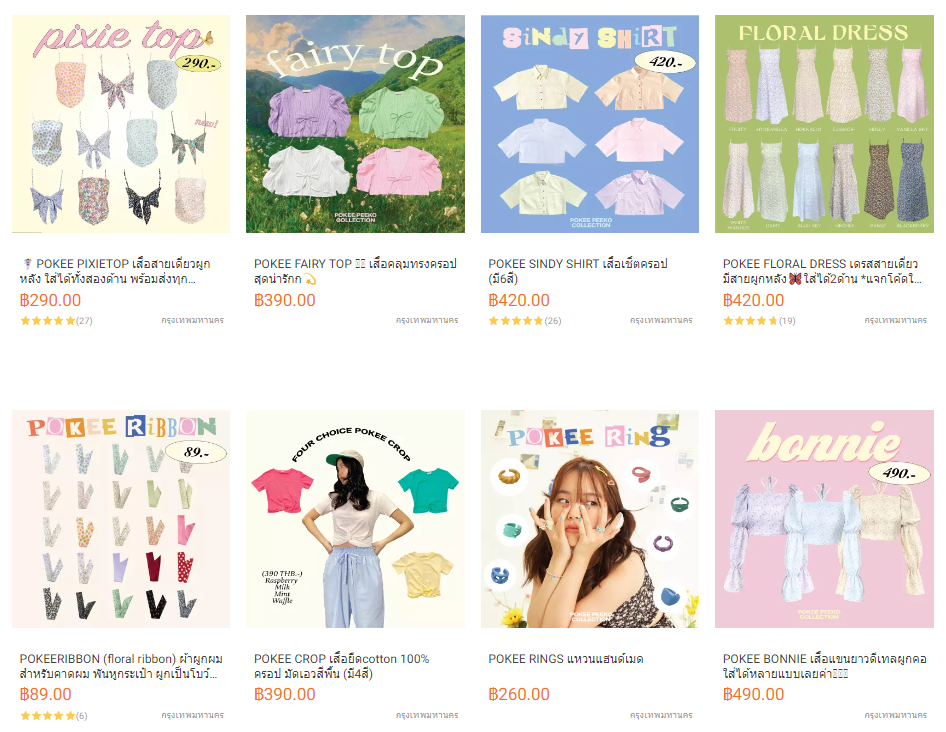 pixie top
290.-
new!
fairy top
POKEE PEEKO
COLLECTION
SiNdY SHiRT
420.-
POKEE PEEKO
COLLECTION
FLORAL DRESS
FRUITY
HYDRANGEA
VANILLA SKY
BLUE SKY
BLACKBERRY
🍧 POKEE PIXIETOP เสื้อสายเดี่ยวผูก
หลัง ใส่ได้ทั้งสองด้าน พร้อมส่งทุก...
฿290.00
(27)
กรุงเทพมหานคร
POKEE FAIRY TOP 🧚‍♀️ เสื้อคลุมทรงครอป
สุดน่ารักก 💫
฿390.00
กรุงเทพมหานคร
POKEE SINDY SHIRT เสื้อเชิ้ตครอป
(มี6สี)
฿420.00
(26)
กรุงเทพมหานคร
POKEE FLORAL DRESS เดรสสายเดี่ยว
มีสายผูกหลัง 🦋 ใส่ได้2ด้าน *แจกโค้ดใ...
฿420.00
(19)
กรุงเทพมหานคร
POKEE RiBBON
89.-
FOUR CHOICE POKEE CROP
(390 THB.-)
Raspberry
Milk
Mint
Waffle
POKEE RiNg
POKEE PEEKO
COLLECTION
bonnie
490.-
POKEE PEEKO
COLLECTION
POKEERIBBON (floral ribbon) ผ้าผูกผม
สำหรับคาดผม พันหูกระเป๋า ผูกเป็นโบว์...
฿89.00
(6)
กรุงเทพมหานคร
POKEE CROP เสื้อยืดcotton 100%
ครอป มัดเอวสีพื้น (มี4สี)
฿390.00
กรุงเทพมหานคร
POKEE RINGS แหวนแฮนด์เมด
฿260.00
กรุงเทพมหานคร
POKEE BONNIE เสื้อแขนยาวดีเทลผูกคอ
ใส่ได้หลายแบบเลยค่า
฿490.00
กรุงเทพมหานคร